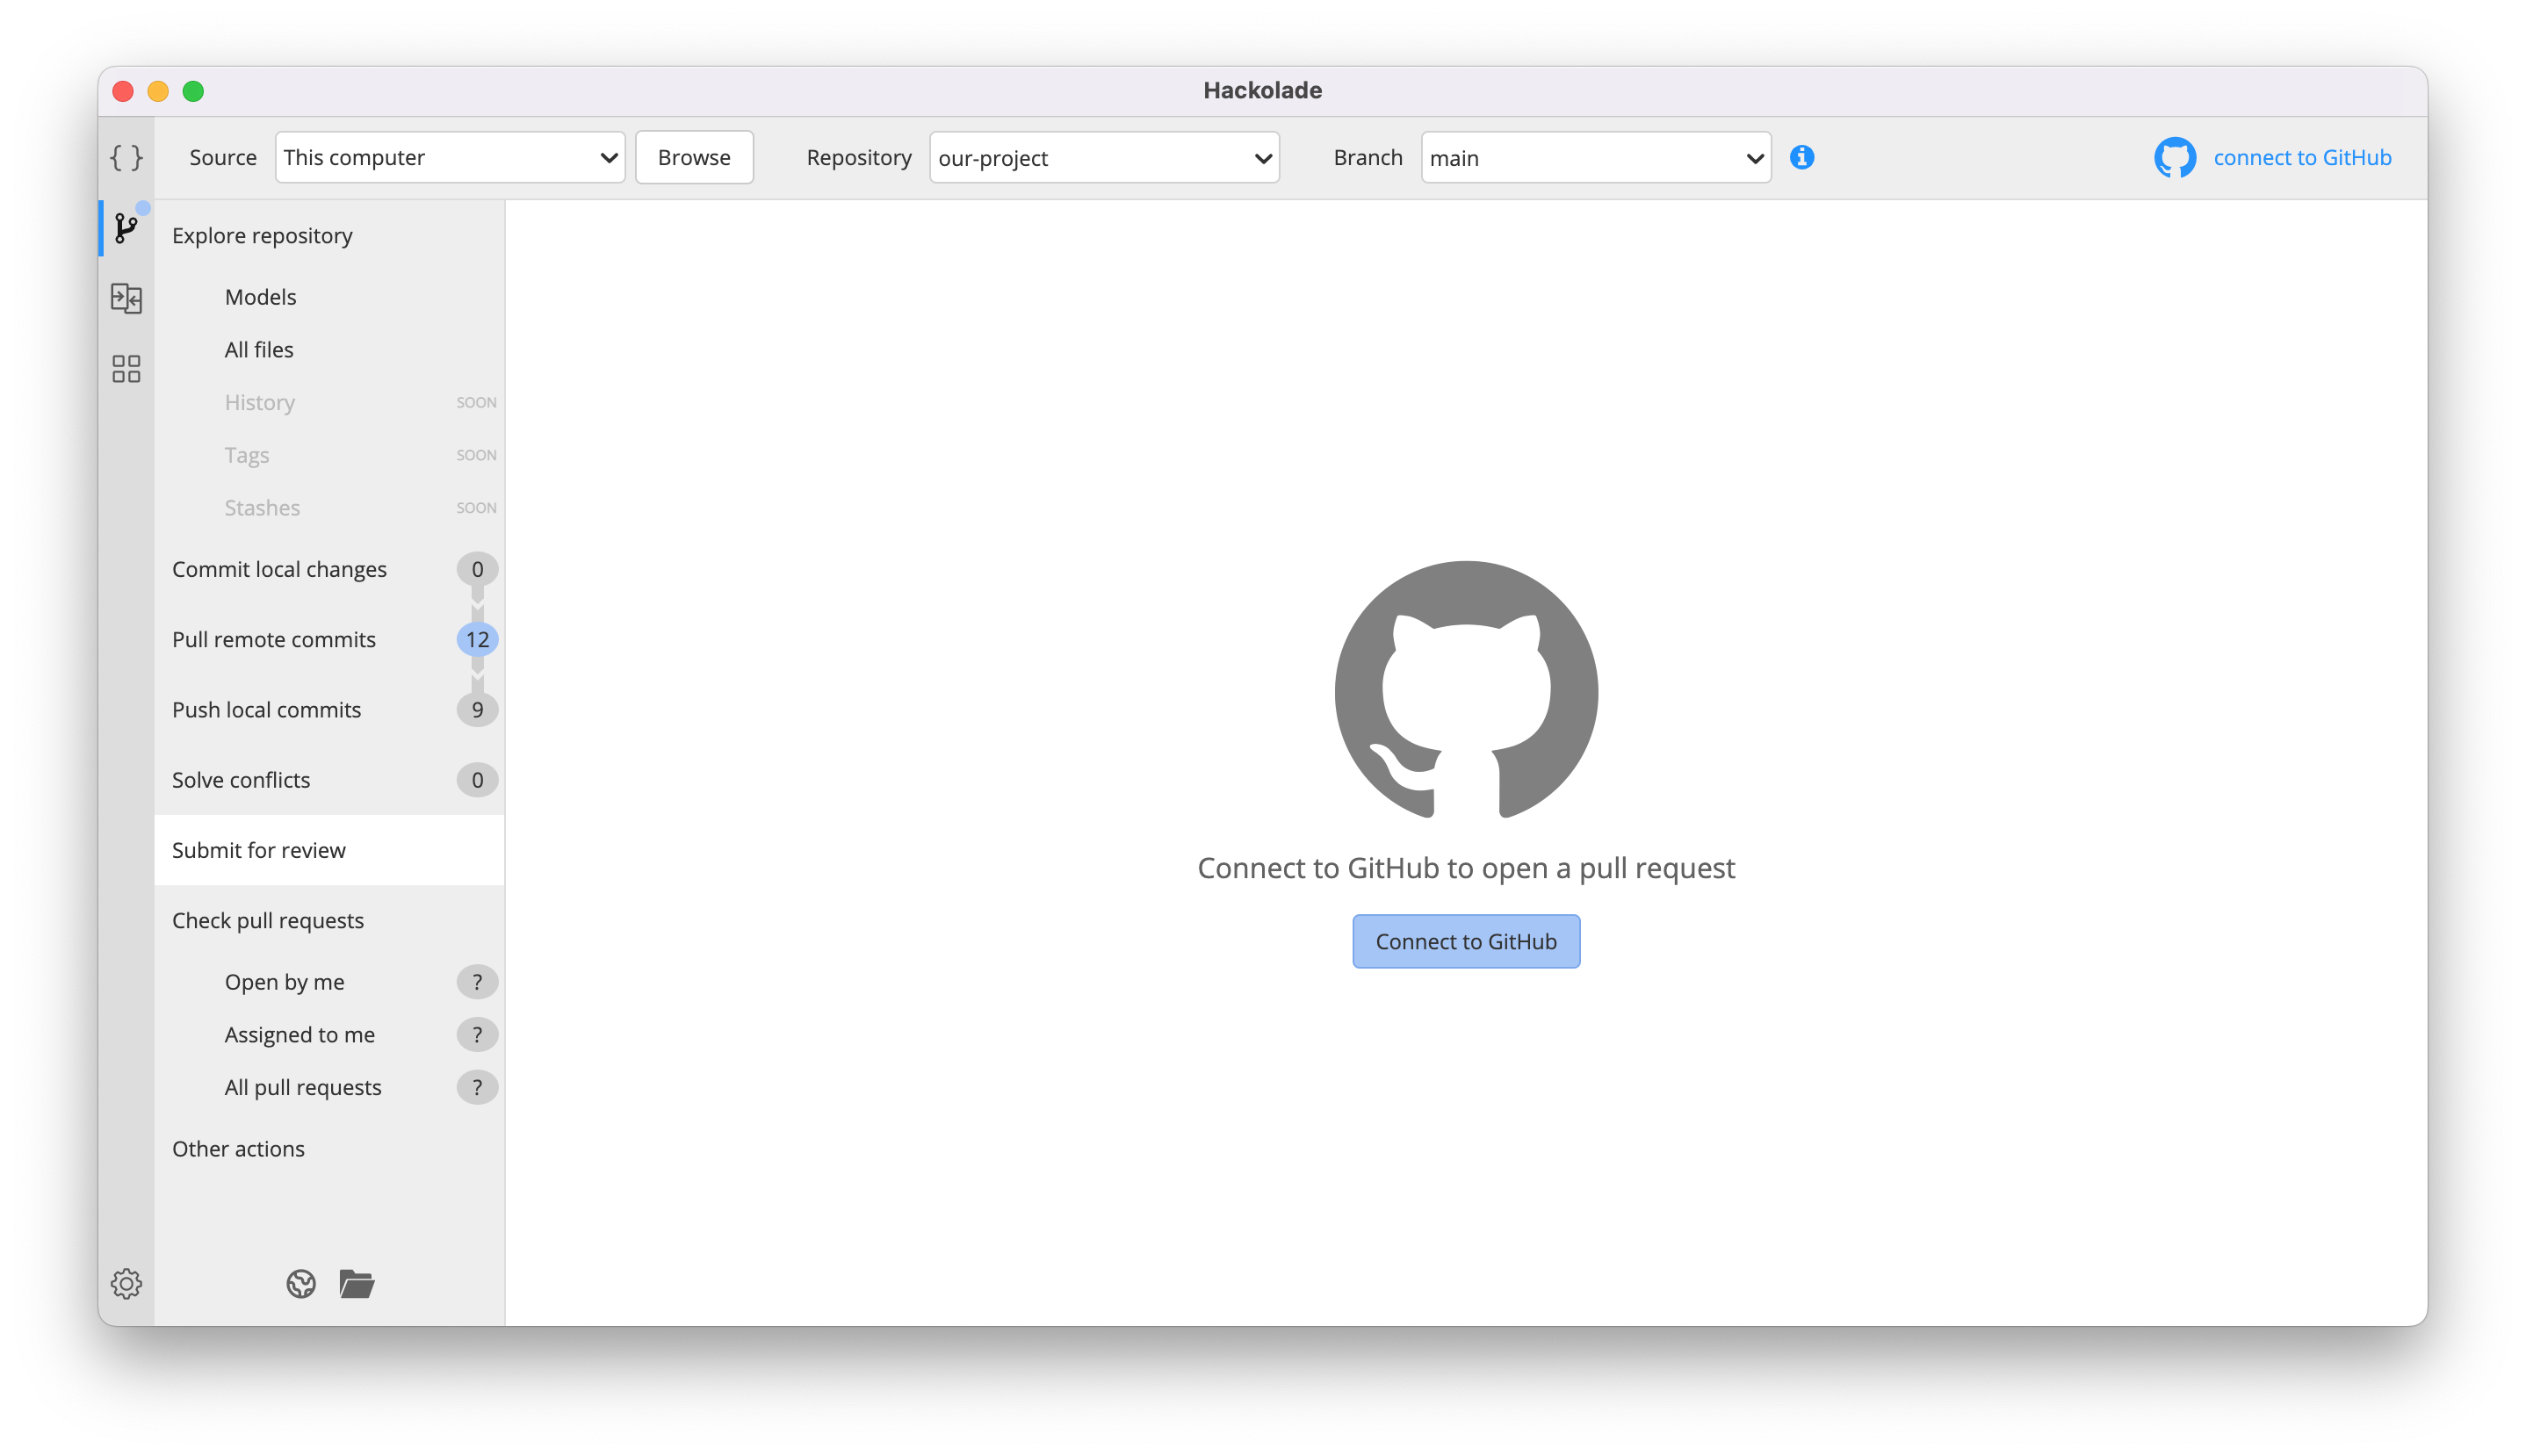 Hackolade
Source This computer Browse Repository our-project Branch main connect to GitHub
Explore repository
Models
All files
History SOON
Tags SOON
Stashes SOON
Commit local changes 0
Pull remote commits 12
Push local commits 9
Solve conflicts 0
Submit for review
Check pull requests
Open by me ?
Assigned to me ?
All pull requests ?
Other actions
Connect to GitHub to open a pull request
Connect to GitHub